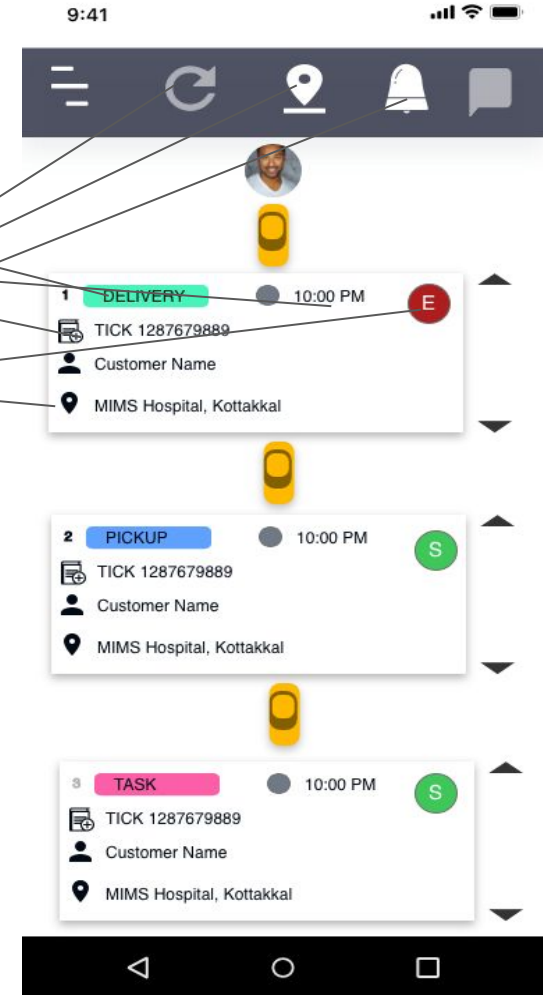 9:41
1 DELIVERY 10:00 PM E
TICK 1287679889
Customer Name
MIMS Hospital, Kottakkal
2 PICKUP 10:00 PM S
TICK 1287679889
Customer Name
MIMS Hospital, Kottakkal
3 TASK 10:00 PM S
TICK 1287679889
Customer Name
MIMS Hospital, Kottakkal